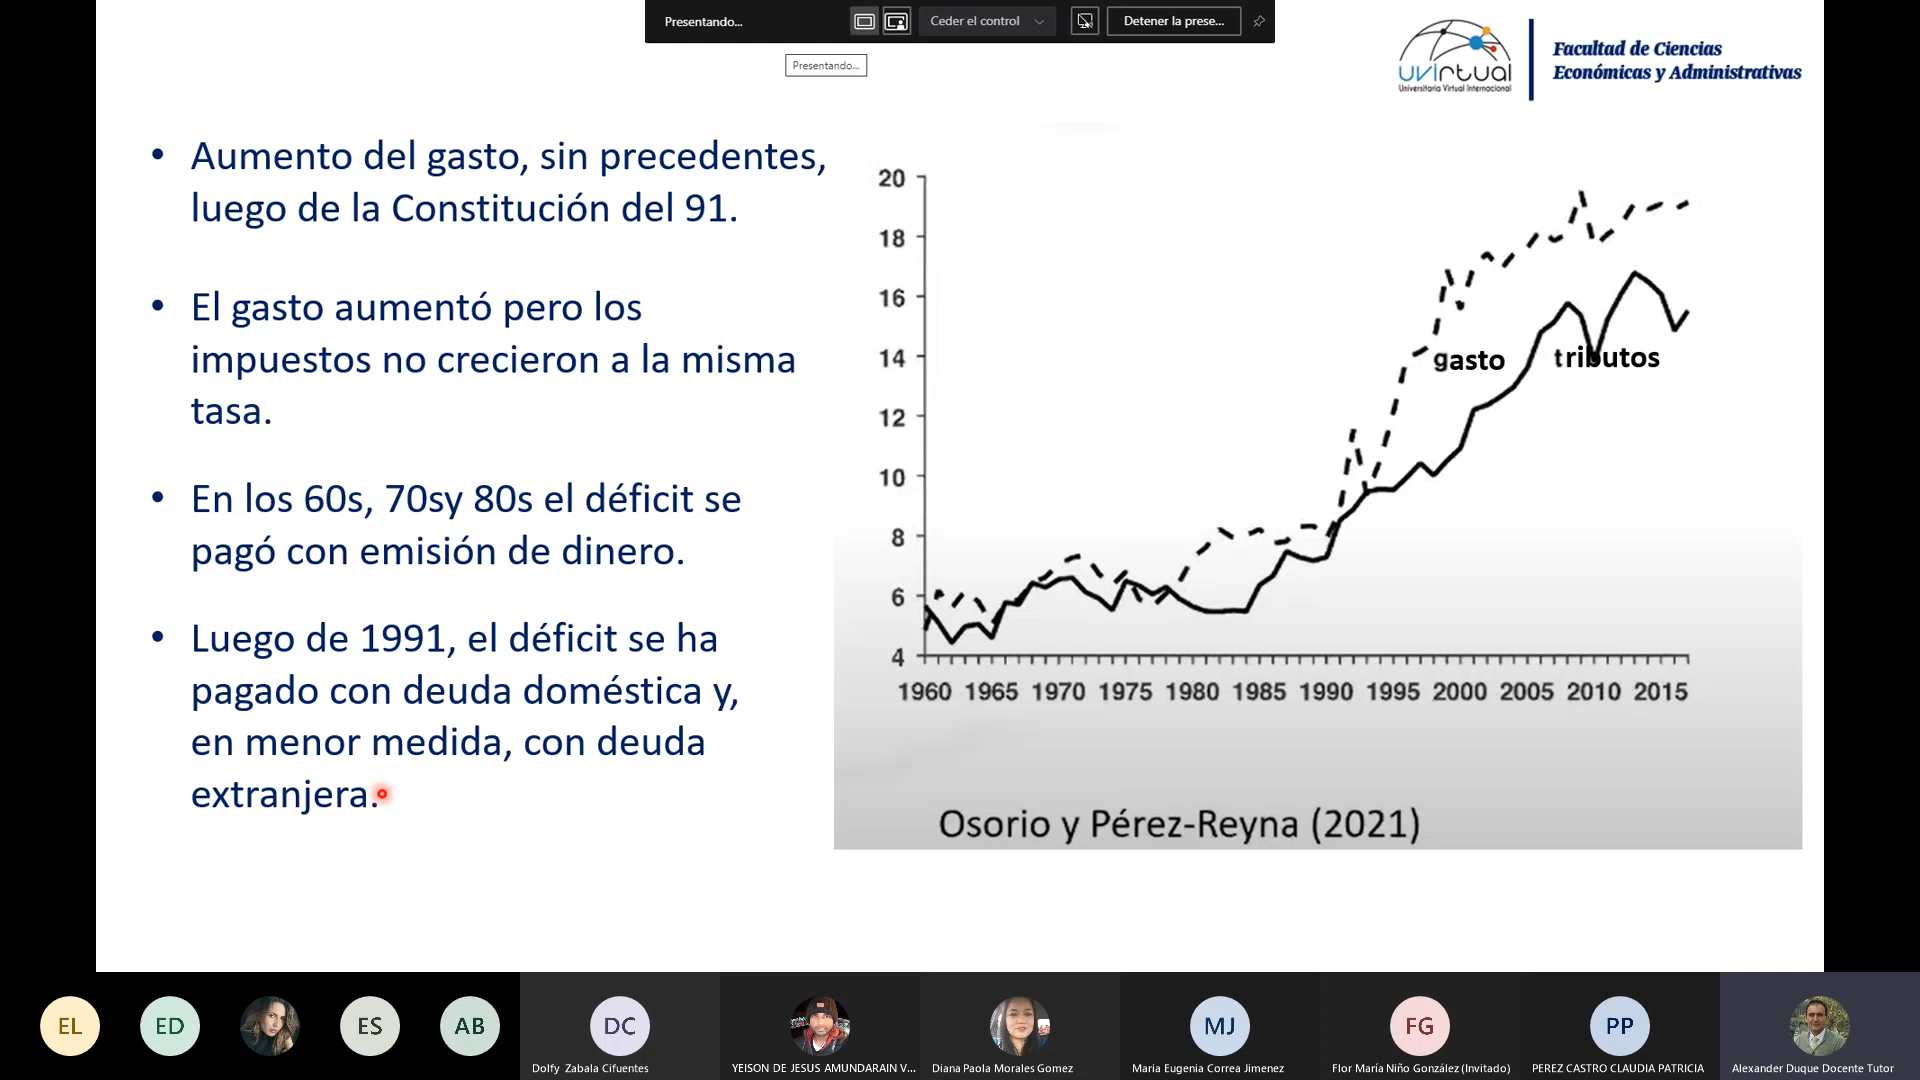 Presentando...
Ceder el control
Detener la prese...
Presentando...
uvirtual
Universitaria Virtual Internacional
Facultad de Ciencias
Económicas y Administrativas
• Aumento del gasto, sin precedentes,
luego de la Constitución del 91.
• El gasto aumentó pero los
impuestos no crecieron a la misma
tasa.
• En los 60s, 70sy 80s el déficit se
pagó con emisión de dinero.
• Luego de 1991, el déficit se ha
pagado con deuda doméstica y,
en menor medida, con deuda
extranjera.
20
18
16
14
12
10
8
6
4
gasto
tributos
1960 1965 1970 1975 1980 1985 1990 1995 2000 2005 2010 2015
Osorio y Pérez-Reyna (2021)
EL
ED
ES
AB
DC
MJ
FG
PP
Dolfy Zabala Cifuentes
YEISON DE JESUS AMUNDARAIN V...
Diana Paola Morales Gomez
Maria Eugenia Correa Jimenez
Flor María Niño González (Invitado)
PEREZ CASTRO CLAUDIA PATRICIA
Alexander Duque Docente Tutor